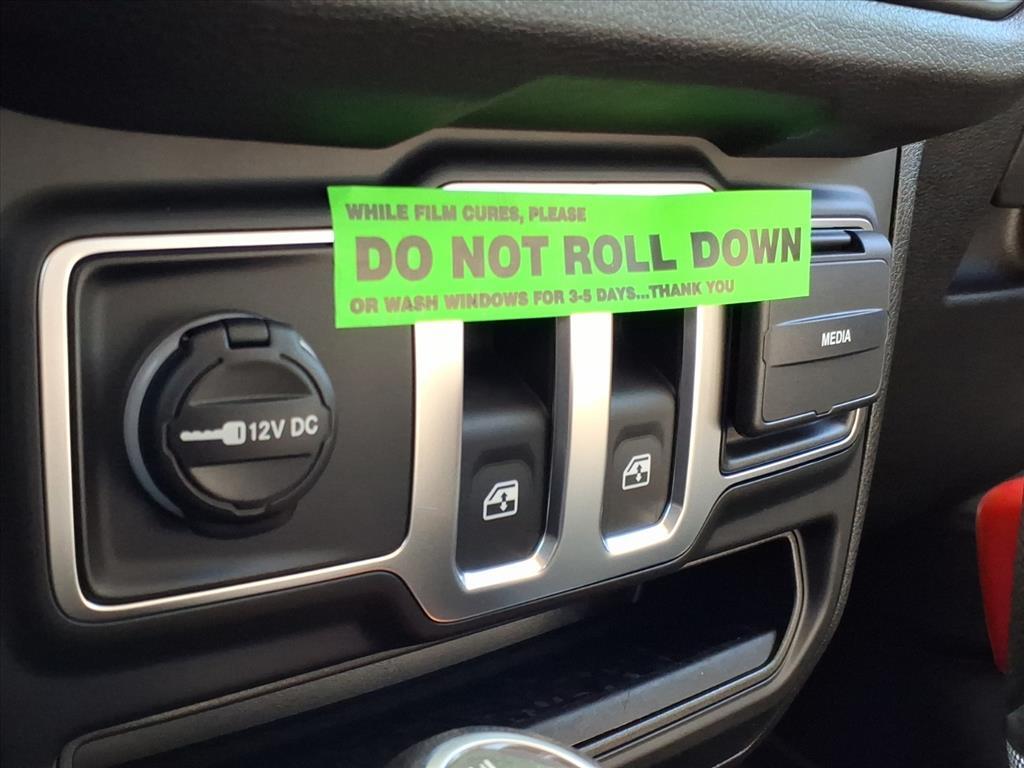 WHILE FILM CURES, PLEASE
DO NOT ROLL DOWN
OR WASH WINDOWS FOR 3-5 DAYS...THANK YOU
MEDIA
12V DC